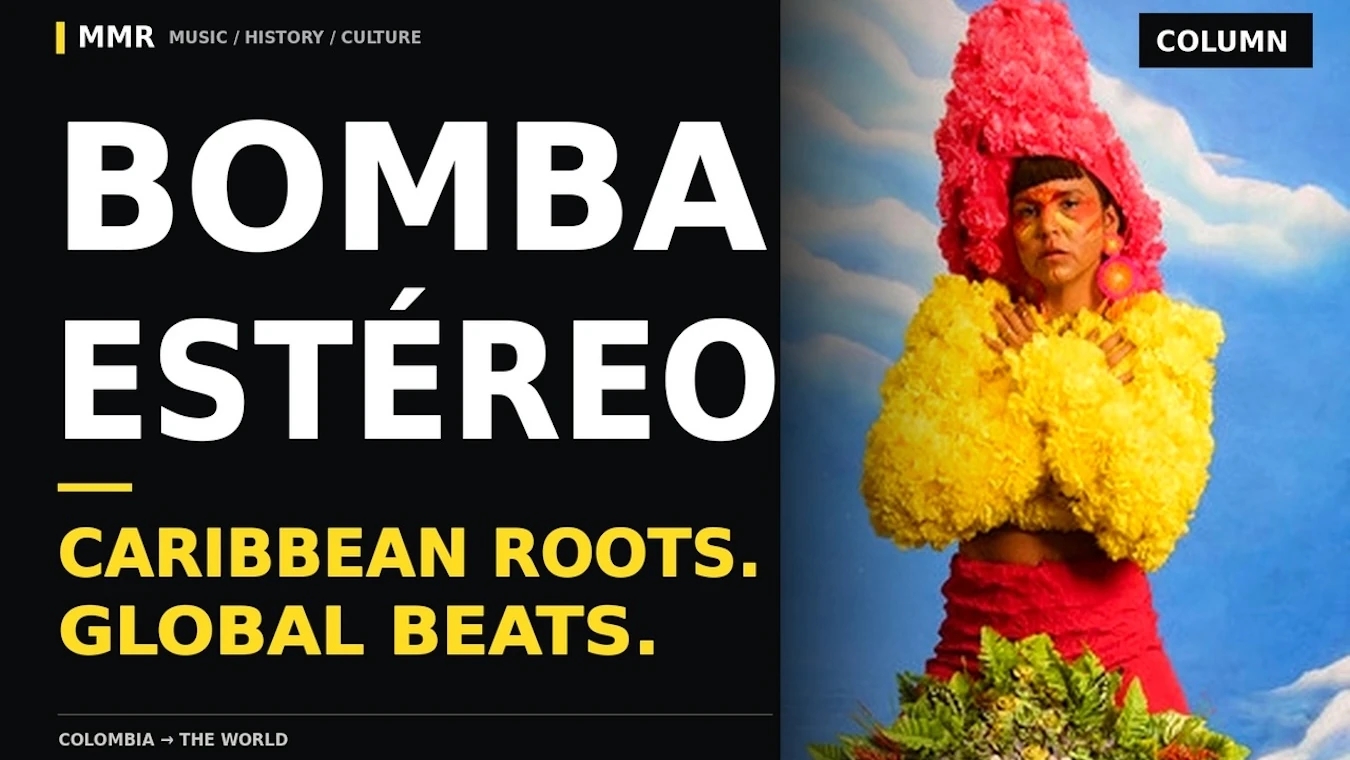 MMR MUSIC / HISTORY / CULTURE
COLUMN
BOMBA
ESTÉREO
CARIBBEAN ROOTS.
GLOBAL BEATS.
COLOMBIA → THE WORLD